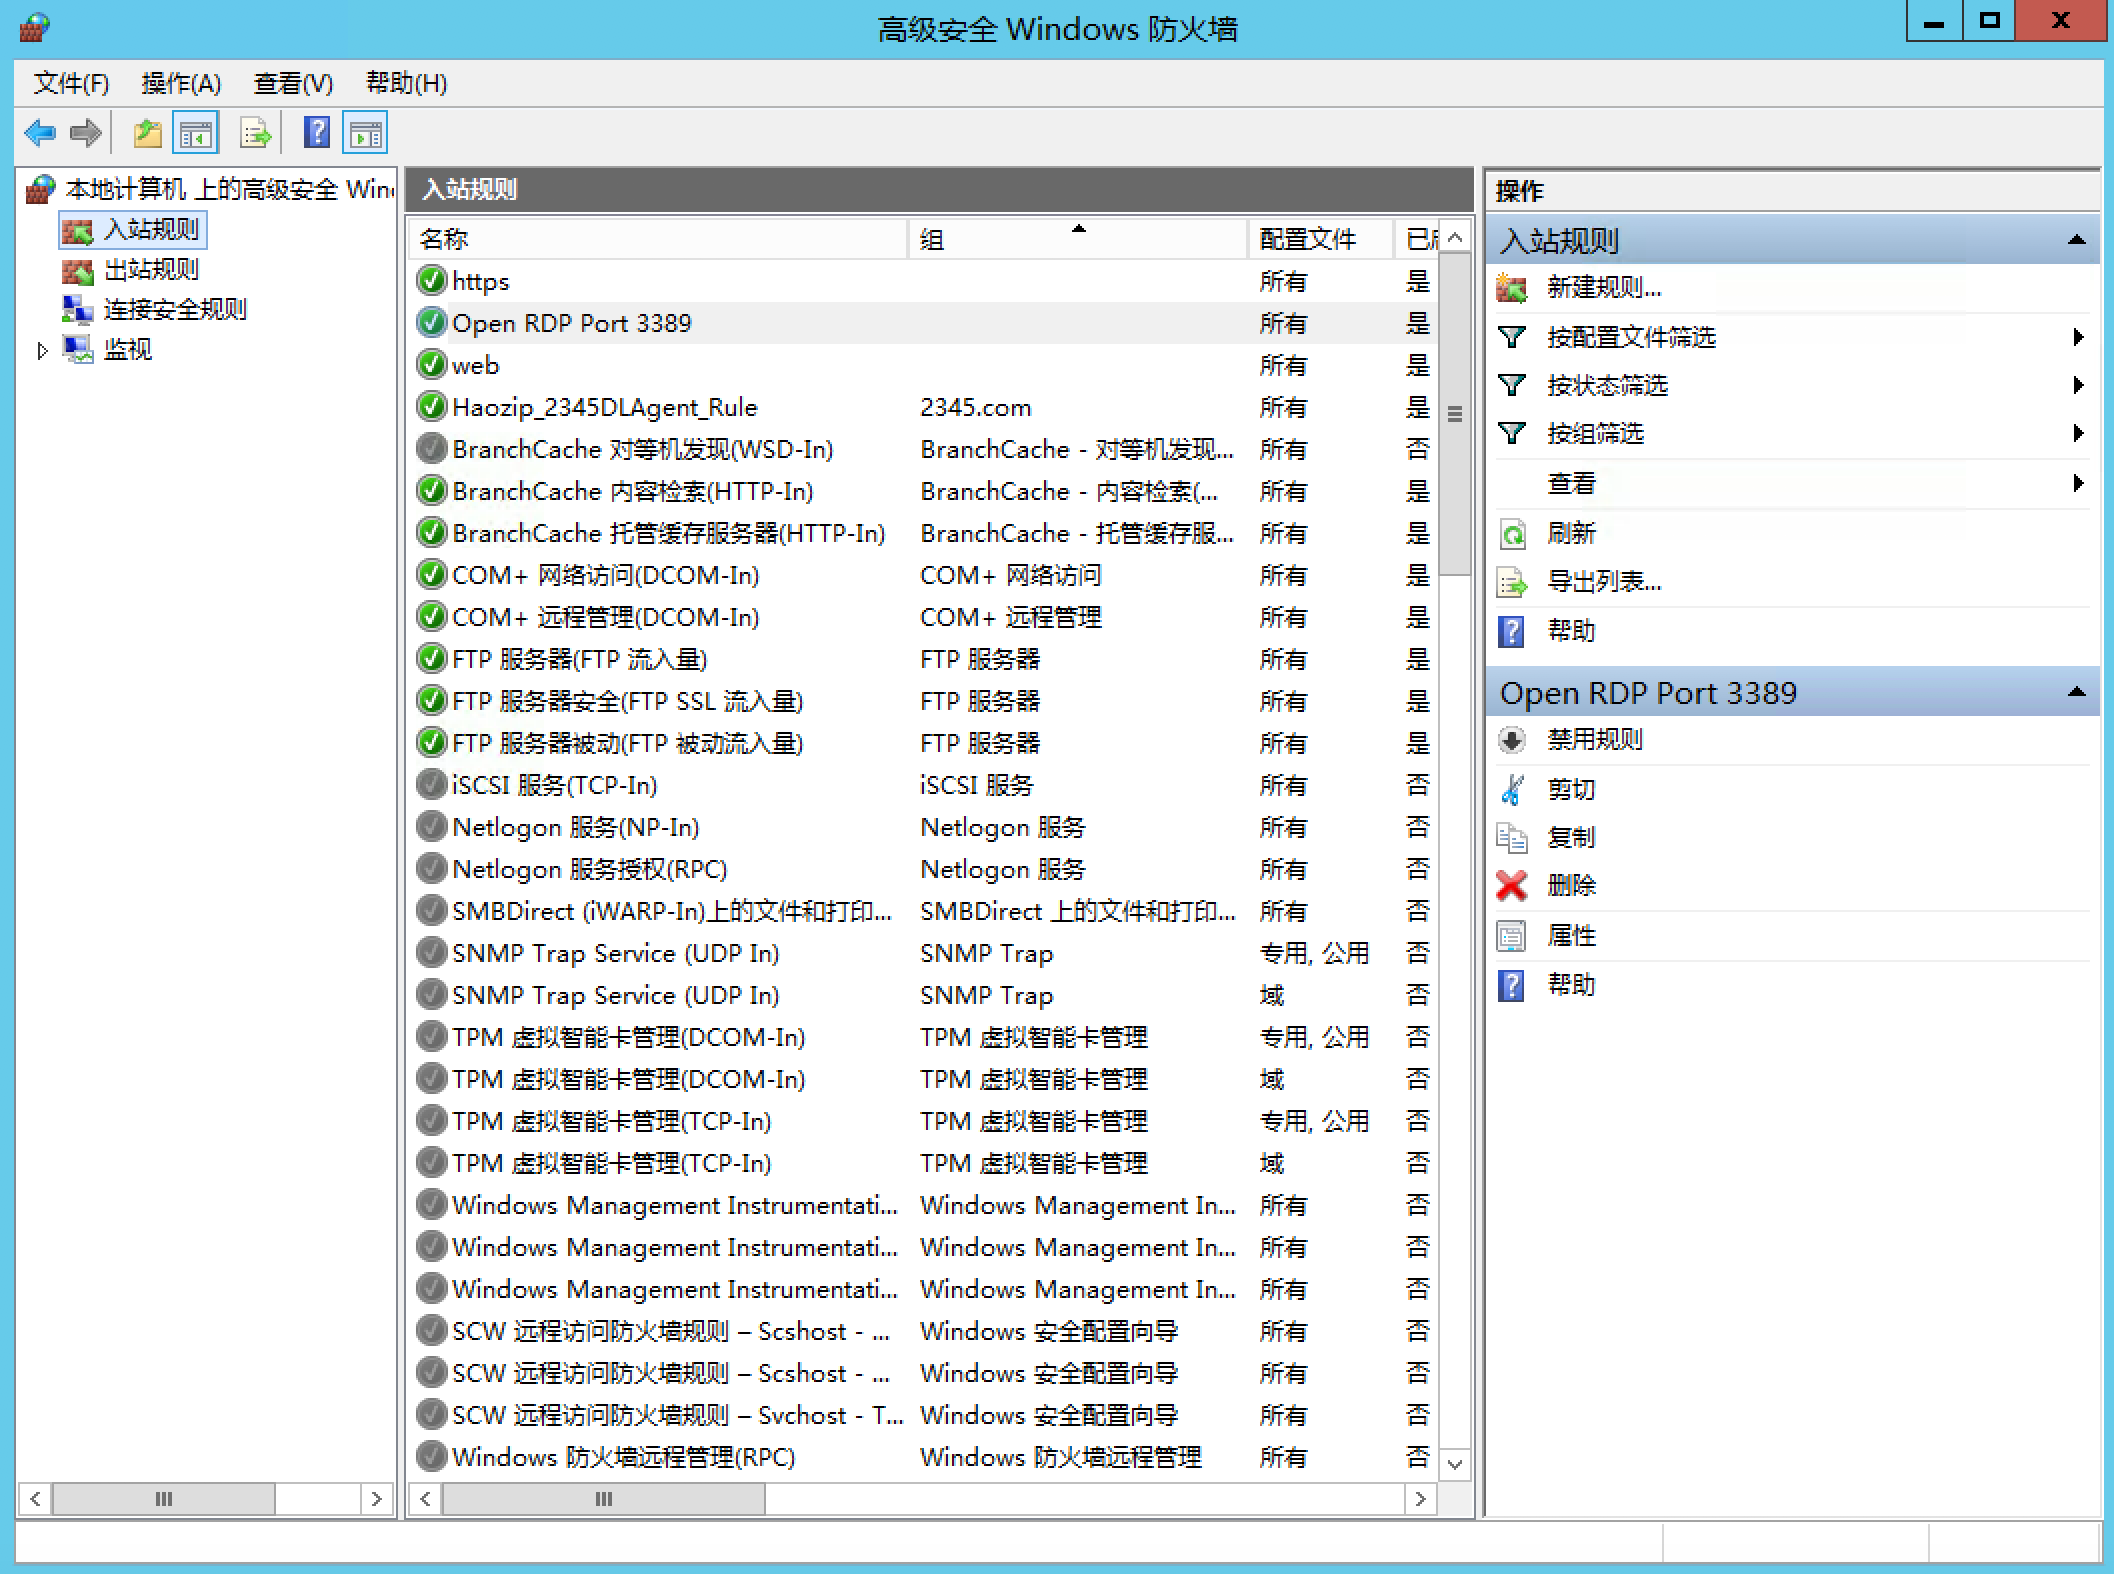 高级安全 Windows 防火墙
文件(F) 操作(A) 查看(V) 帮助(H)
本地计算机 上的高级安全 Win
入站规则
出站规则
连接安全规则
监视
入站规则
名称 组 配置文件 已
https 所有 是
Open RDP Port 3389 所有 是
web 所有 是
Haozip_2345DLAgent_Rule 2345.com 所有 是
BranchCache 对等机发现(WSD-In) BranchCache - 对等机发现... 所有 否
BranchCache 内容检索(HTTP-In) BranchCache - 内容检索(... 所有 是
BranchCache 托管缓存服务器(HTTP-In) BranchCache - 托管缓存服... 所有 是
COM+ 网络访问(DCOM-In) COM+ 网络访问 所有 是
COM+ 远程管理(DCOM-In) COM+ 远程管理 所有 是
FTP 服务器(FTP 流入量) FTP 服务器 所有 是
FTP 服务器安全(FTP SSL 流入量) FTP 服务器 所有 是
FTP 服务器被动(FTP 被动流入量) FTP 服务器 所有 是
iSCSI 服务(TCP-In) iSCSI 服务 所有 否
Netlogon 服务(NP-In) Netlogon 服务 所有 否
Netlogon 服务授权(RPC) Netlogon 服务 所有 否
SMBDirect (iWARP-In)上的文件和打印... SMBDirect 上的文件和打印... 所有 否
SNMP Trap Service (UDP In) SNMP Trap 专用, 公用 否
SNMP Trap Service (UDP In) SNMP Trap 域 否
TPM 虚拟智能卡管理(DCOM-In) TPM 虚拟智能卡管理 专用, 公用 否
TPM 虚拟智能卡管理(DCOM-In) TPM 虚拟智能卡管理 域 否
TPM 虚拟智能卡管理(TCP-In) TPM 虚拟智能卡管理 专用, 公用 否
TPM 虚拟智能卡管理(TCP-In) TPM 虚拟智能卡管理 域 否
Windows Management Instrumentati... Windows Management In... 所有 否
Windows Management Instrumentati... Windows Management In... 所有 否
Windows Management Instrumentati... Windows Management In... 所有 否
SCW 远程访问防火墙规则 – Scshost - ... Windows 安全配置向导 所有 否
SCW 远程访问防火墙规则 – Scshost - ... Windows 安全配置向导 所有 否
SCW 远程访问防火墙规则 – Svchost - T... Windows 安全配置向导 所有 否
Windows 防火墙远程管理(RPC) Windows 防火墙远程管理 所有 否
操作
入站规则
新建规则...
按配置文件筛选
按状态筛选
按组筛选
查看
刷新
导出列表...
帮助
Open RDP Port 3389
禁用规则
剪切
复制
删除
属性
帮助